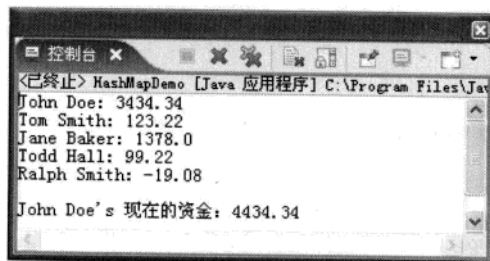 控制台
<已终止> HashMapDemo [Java 应用程序] C:\Program Files\Jav
John Doe: 3434.34
Tom Smith: 123.22
Jane Baker: 1378.0
Todd Hall: 99.22
Ralph Smith: -19.08
John Doe's 现在的资金: 4434.34